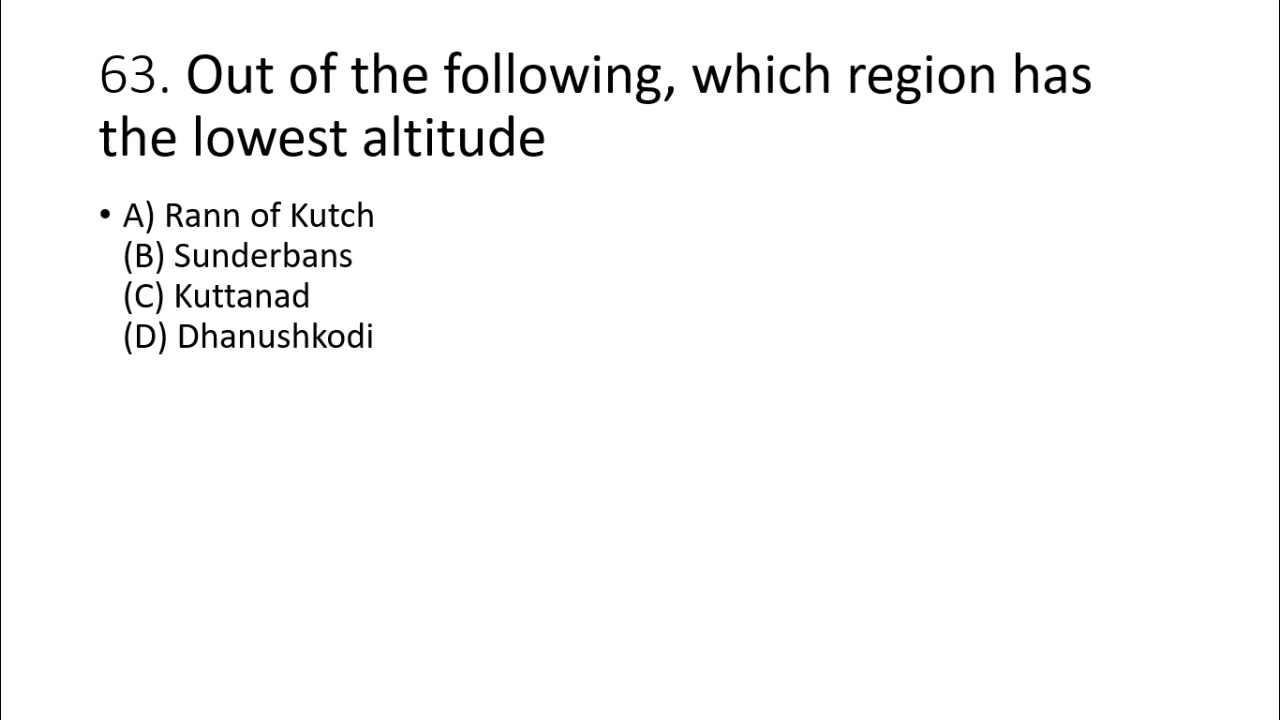 63. Out of the following, which region has
the lowest altitude
• A) Rann of Kutch
(B) Sunderbans
(C) Kuttanad
(D) Dhanushkodi